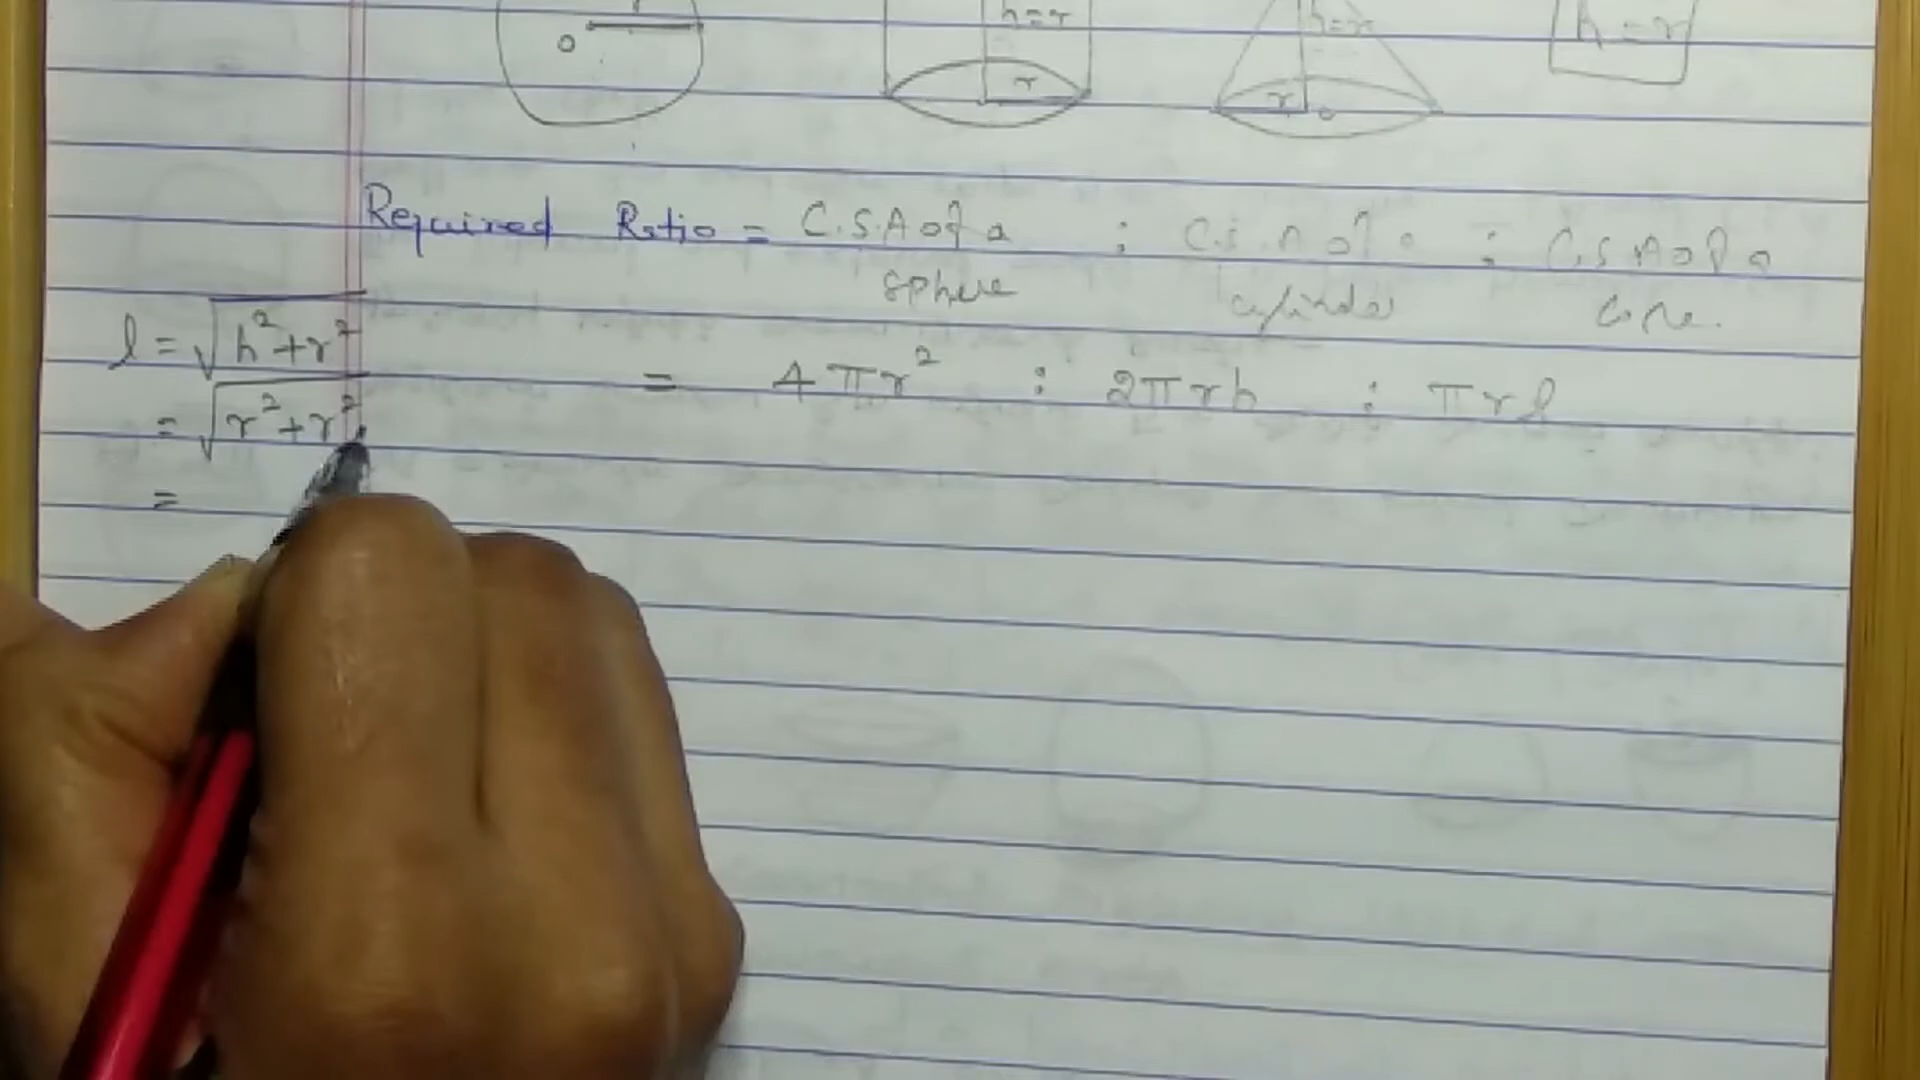 r
o
h=r
r
h=r
r o
h=r
Required Ratio = C.S.A of a : C.S.A of a : C.S.A of a
sphere cylinder cone.
l = √h²+r²
= 4πr² : 2πrh : πrl
= √r²+r²
=